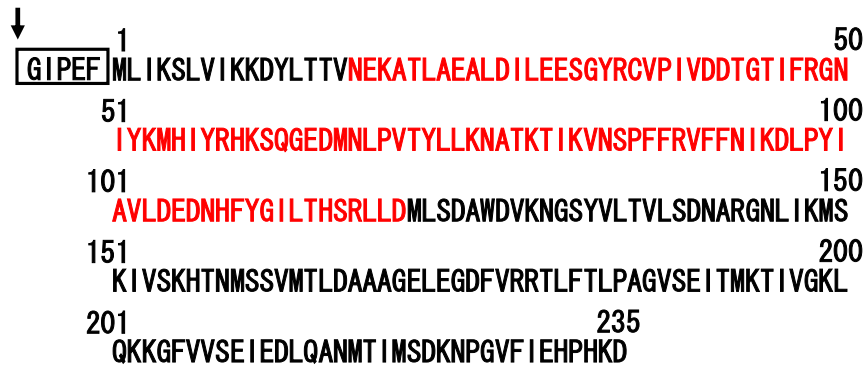 1 50
GIPEF MLIKSLVIKKDYLTTVNEKATLAEALDILEESGYRCVPIVDDTGTIFRGN
51 100
IYKMHIYRHKSQGEDMNLPVTYLLKNATKTIKVNSPFFRVFFNIKDLPYI
101 150
AVLDEDNHFYGILTHSRLLDMLSDAWDVKNGSYVLTVLSDNARGNLIKMS
151 200
KIVSKHTNMSSVMTLDAAAGELEGDFVRRTLFTLPAGVSEITMKTIVGKL
201 235
QKKGFVVSEIEDLQANMTIMSDKNPGVFIEHPHKD